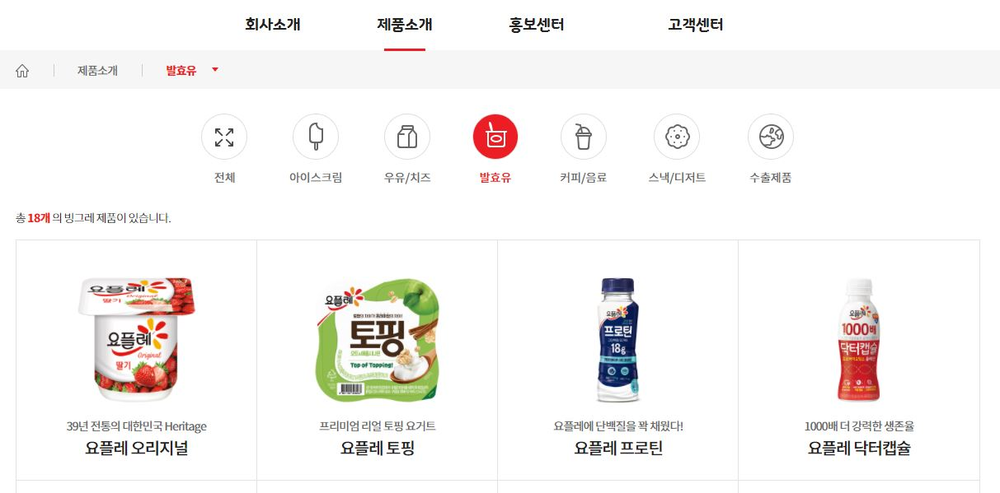 회사소개
제품소개
홍보센터
고객센터
제품소개
발효유
전체
아이스크림
우유/치즈
발효유
커피/음료
스낵/디저트
수출제품
총 18개 의 빙그레 제품이 있습니다.
요플레
Original
딸기
요플레
Original
딸기
39년 전통의 대한민국 Heritage
요플레 오리지널
요플레
토핑
Top of Topping!
프리미엄 리얼 토핑 요거트
요플레 토핑
요플레
프로틴
18g
요플레에 단백질을 꽉 채웠다!
요플레 프로틴
요플레
1000배
닥터캡슐
1000배 더 강력한 생존율
요플레 닥터캡슐